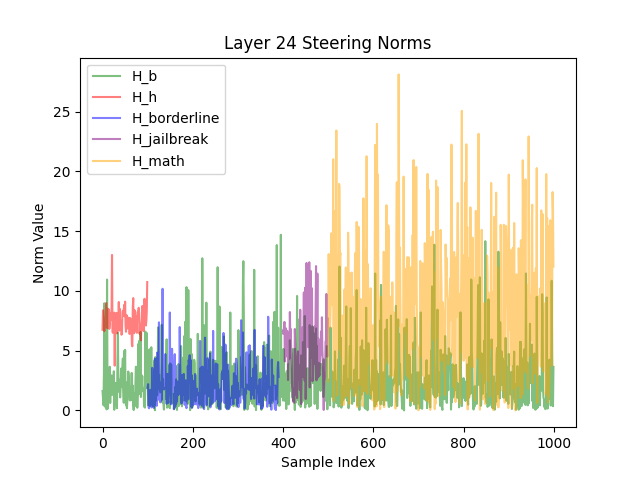 Layer 24 Steering Norms
H_b
H_h
H_borderline
H_jailbreak
H_math
Norm Value
25
20
15
10
5
0
0 200 400 600 800 1000
Sample Index